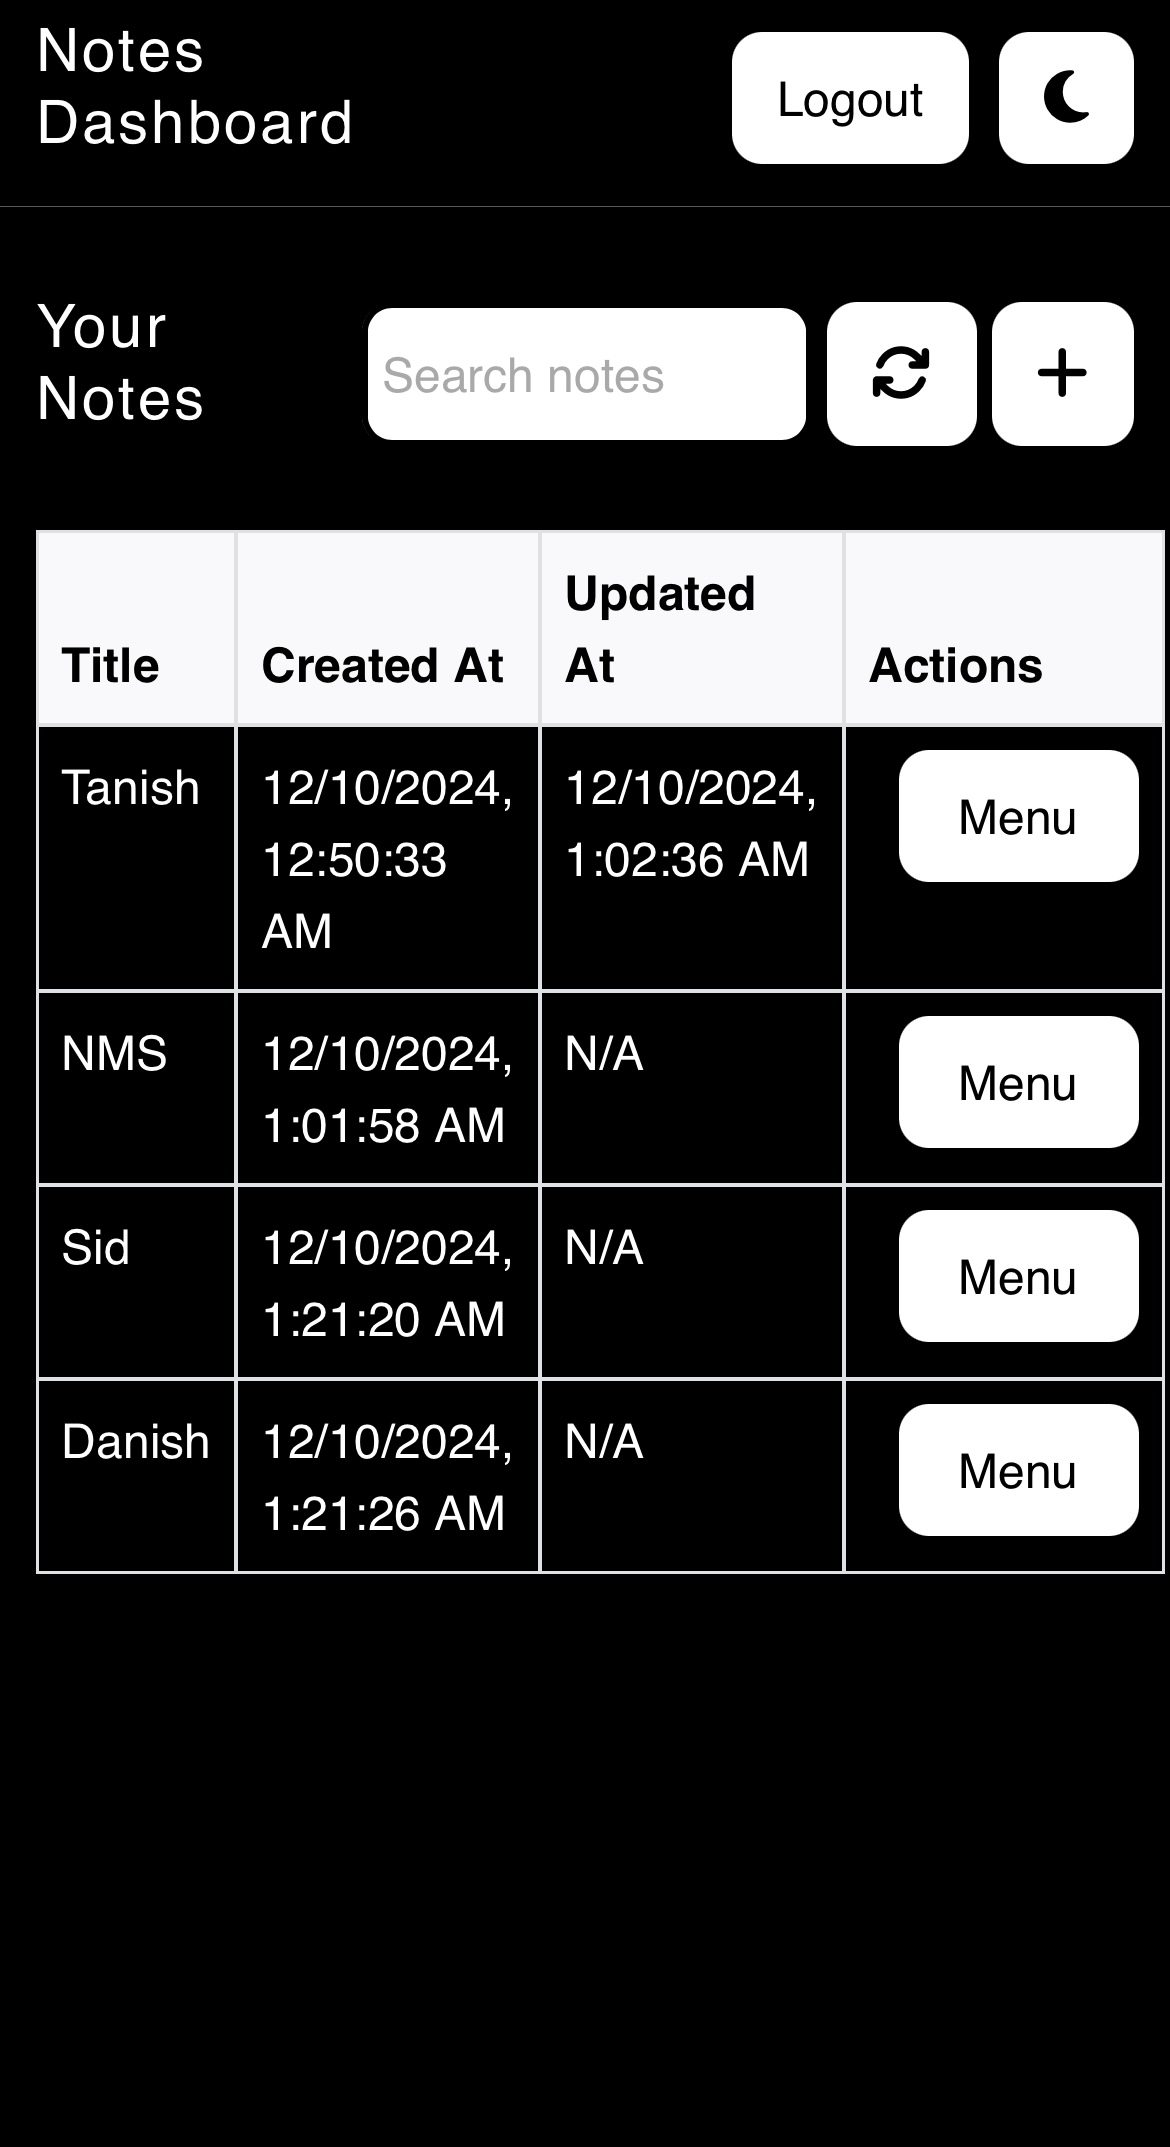 Notes
Dashboard
Logout
Your
Notes
Search notes
Title
Created At
Updated
At
Actions
Tanish
12/10/2024,
12:50:33
AM
12/10/2024,
1:02:36 AM
Menu
NMS
12/10/2024,
1:01:58 AM
N/A
Menu
Sid
12/10/2024,
1:21:20 AM
N/A
Menu
Danish
12/10/2024,
1:21:26 AM
N/A
Menu